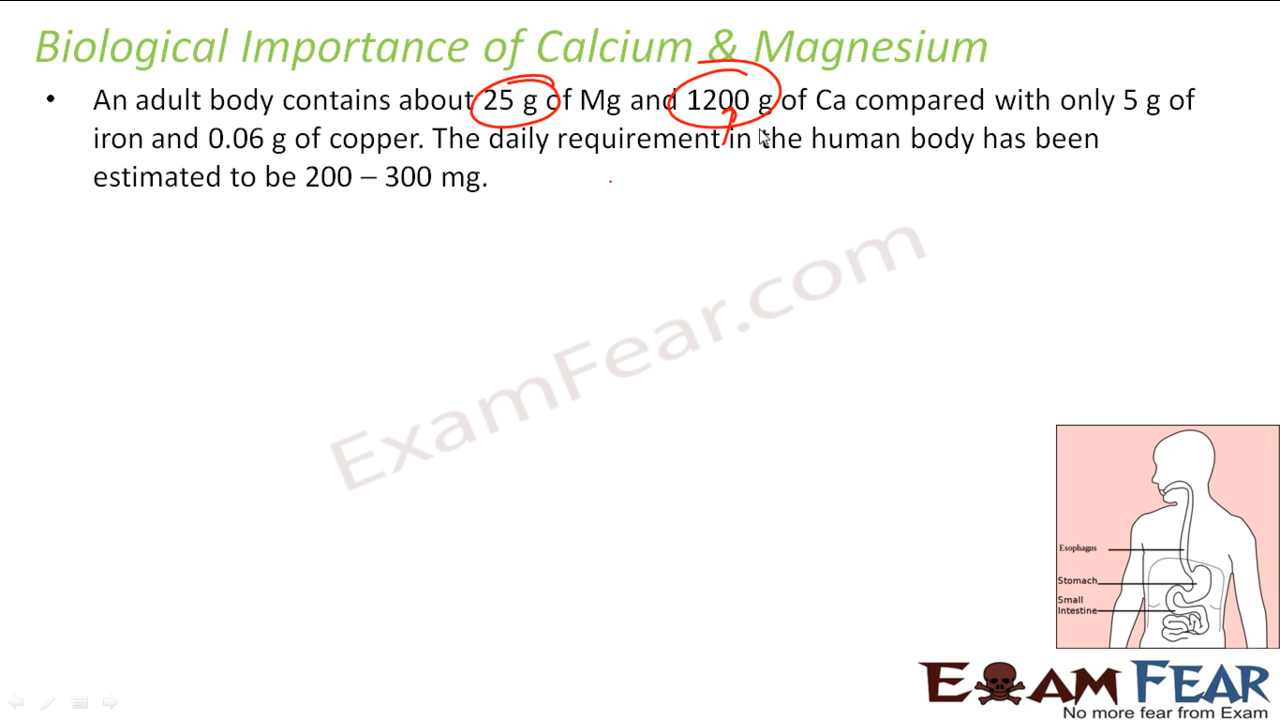 Biological Importance of Calcium & Magnesium
• An adult body contains about 25 g of Mg and 1200 g of Ca compared with only 5 g of
iron and 0.06 g of copper. The daily requirement in the human body has been
estimated to be 200 – 300 mg.
ExamFear.com
Esophagus
Stomach
Small
Intestine
EXAM FEAR
No more fear from Exam